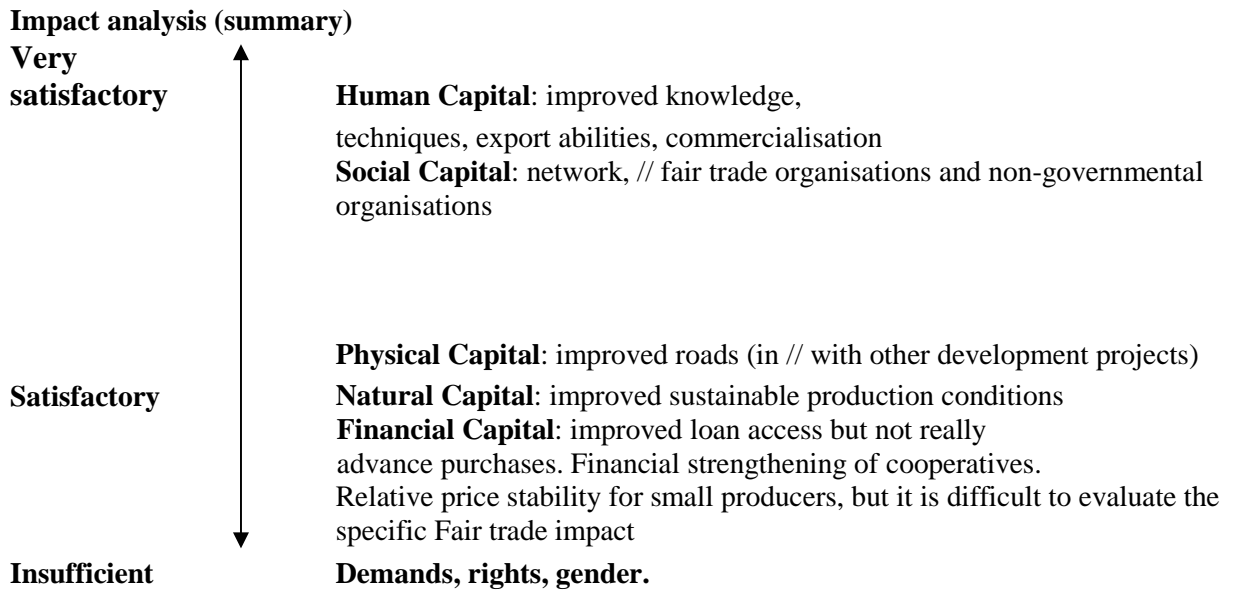 Impact analysis (summary)
Very
satisfactory
Human Capital: improved knowledge,
techniques, export abilities, commercialisation
Social Capital: network, // fair trade organisations and non-governmental
organisations
Physical Capital: improved roads (in // with other development projects)
Satisfactory
Natural Capital: improved sustainable production conditions
Financial Capital: improved loan access but not really
advance purchases. Financial strengthening of cooperatives.
Relative price stability for small producers, but it is difficult to evaluate the
specific Fair trade impact
Insufficient
Demands, rights, gender.